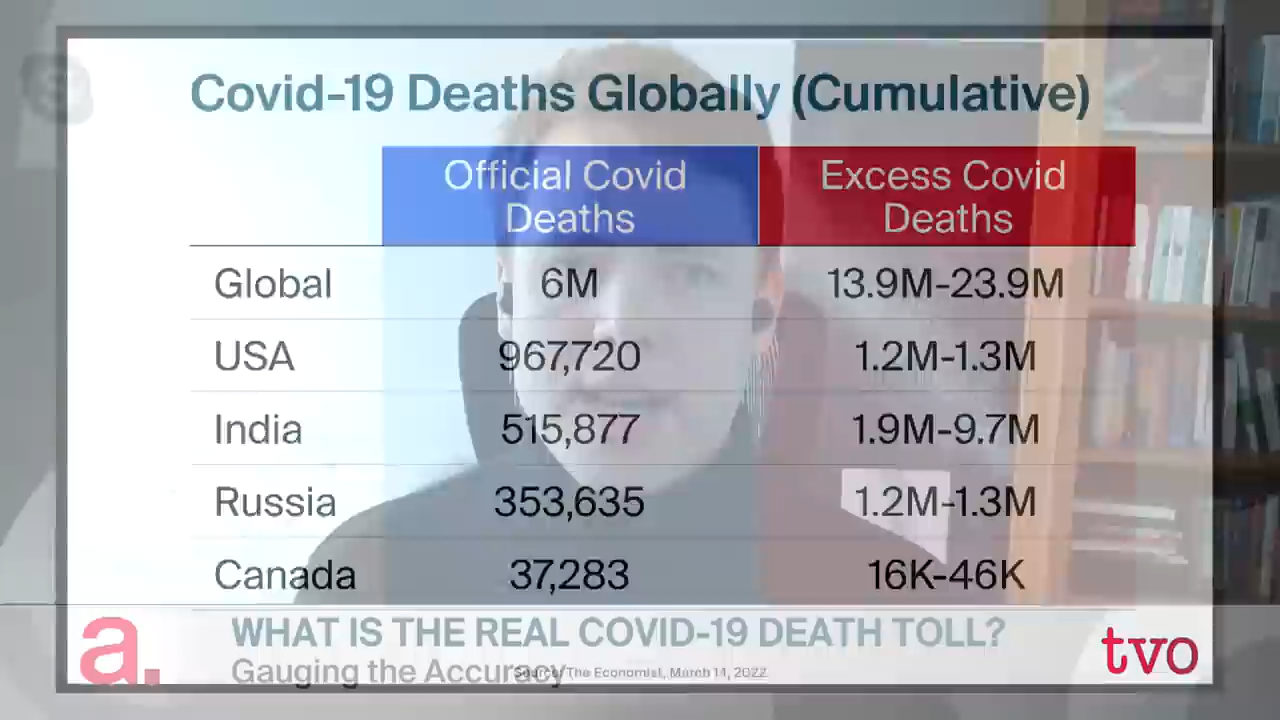 Covid-19 Deaths Globally (Cumulative)
Official Covid Deaths
Excess Covid Deaths
Global 6M 13.9M-23.9M
USA 967,720 1.2M-1.3M
India 515,877 1.9M-9.7M
Russia 353,635 1.2M-1.3M
Canada 37,283 16K-46K
a.
WHAT IS THE REAL COVID-19 DEATH TOLL?
Gauging the Accuracy
Source: The Economist, March 14, 2022
tvo